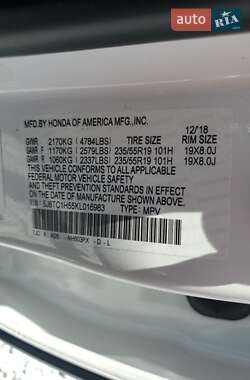 AUTO
RIA
MFD.BY HONDA OF AMERICA MFG.,INC. 12/18
GVWR 2170KG (4784LBS) TIRE SIZE RIM SIZE
GAWR F 1170KG (2579LBS) 235/55R19 101H 19X8.0J
GAWR R 1060KG (2337LBS) 235/55R19 101H 19X8.0J
THIS VEHICLE CONFORMS TO ALL APPLICABLE
FEDERAL MOTOR VEHICLE SAFETY
AND THEFT PREVENTION STANDARDS IN EFFECT
ON THE DATE OF MANUFACTURE SHOWN ABOVE.
V.I.N.: 5J8TC1H55KL016983 TYPE: MPV
NH903PX -D-L